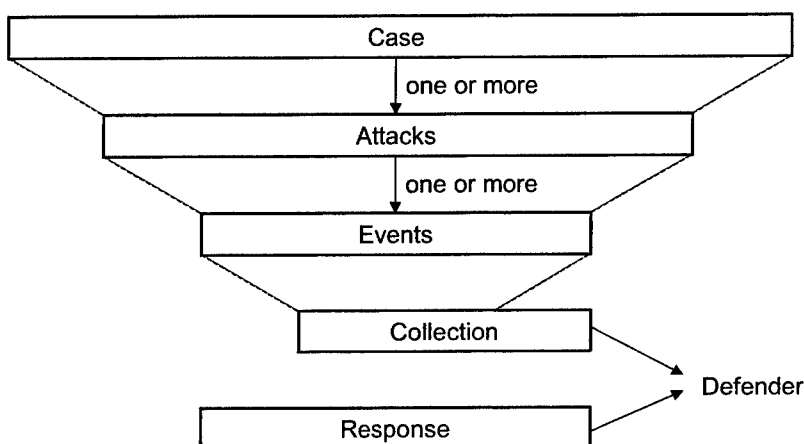 Case
one or more
Attacks
one or more
Events
Collection
Defender
Response